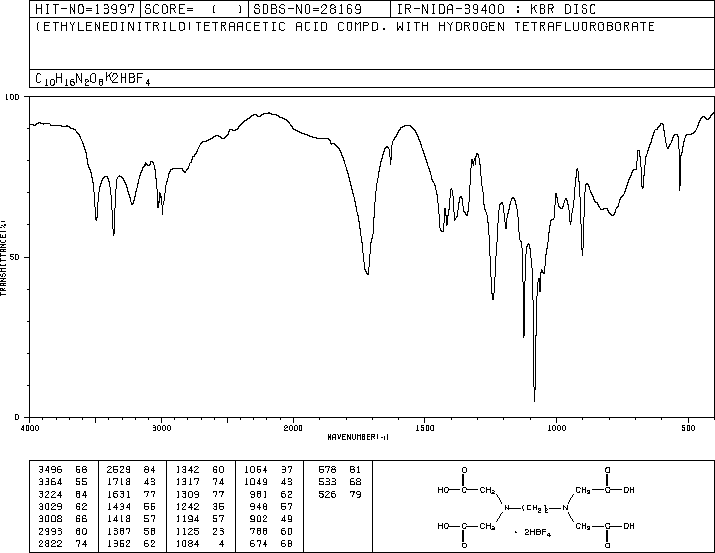 HIT-NO=13997 SCORE= ( ) SDBS-NO=28169 IR-NIDA-39400 : KBR DISC
(ETHYLENEDINITRILO)TETRAACETIC ACID COMPD. WITH HYDROGEN TETRAFLUOROBORATE
C10H16N2O8X2HBF4
100
50
0
TRANSMITTANCE(%)
4000 3000 2000 1500 1000 500
WAVENUMBER(-1)
3496 58 2529 84 1342 60 1064 37 678 81
3364 55 1718 43 1317 74 1049 43 533 68
3224 64 1631 77 1309 77 981 62 526 79
3029 62 1434 55 1242 35 948 57
3008 66 1418 57 1194 57 902 49
2993 60 1387 58 1125 23 788 60
2822 74 1362 62 1084 4 674 68
O O
HO-C-CH2 CH2-C-OH
N-(CH2)2-N
HO-C-CH2 CH2-C-OH
O O
• 2HBF4